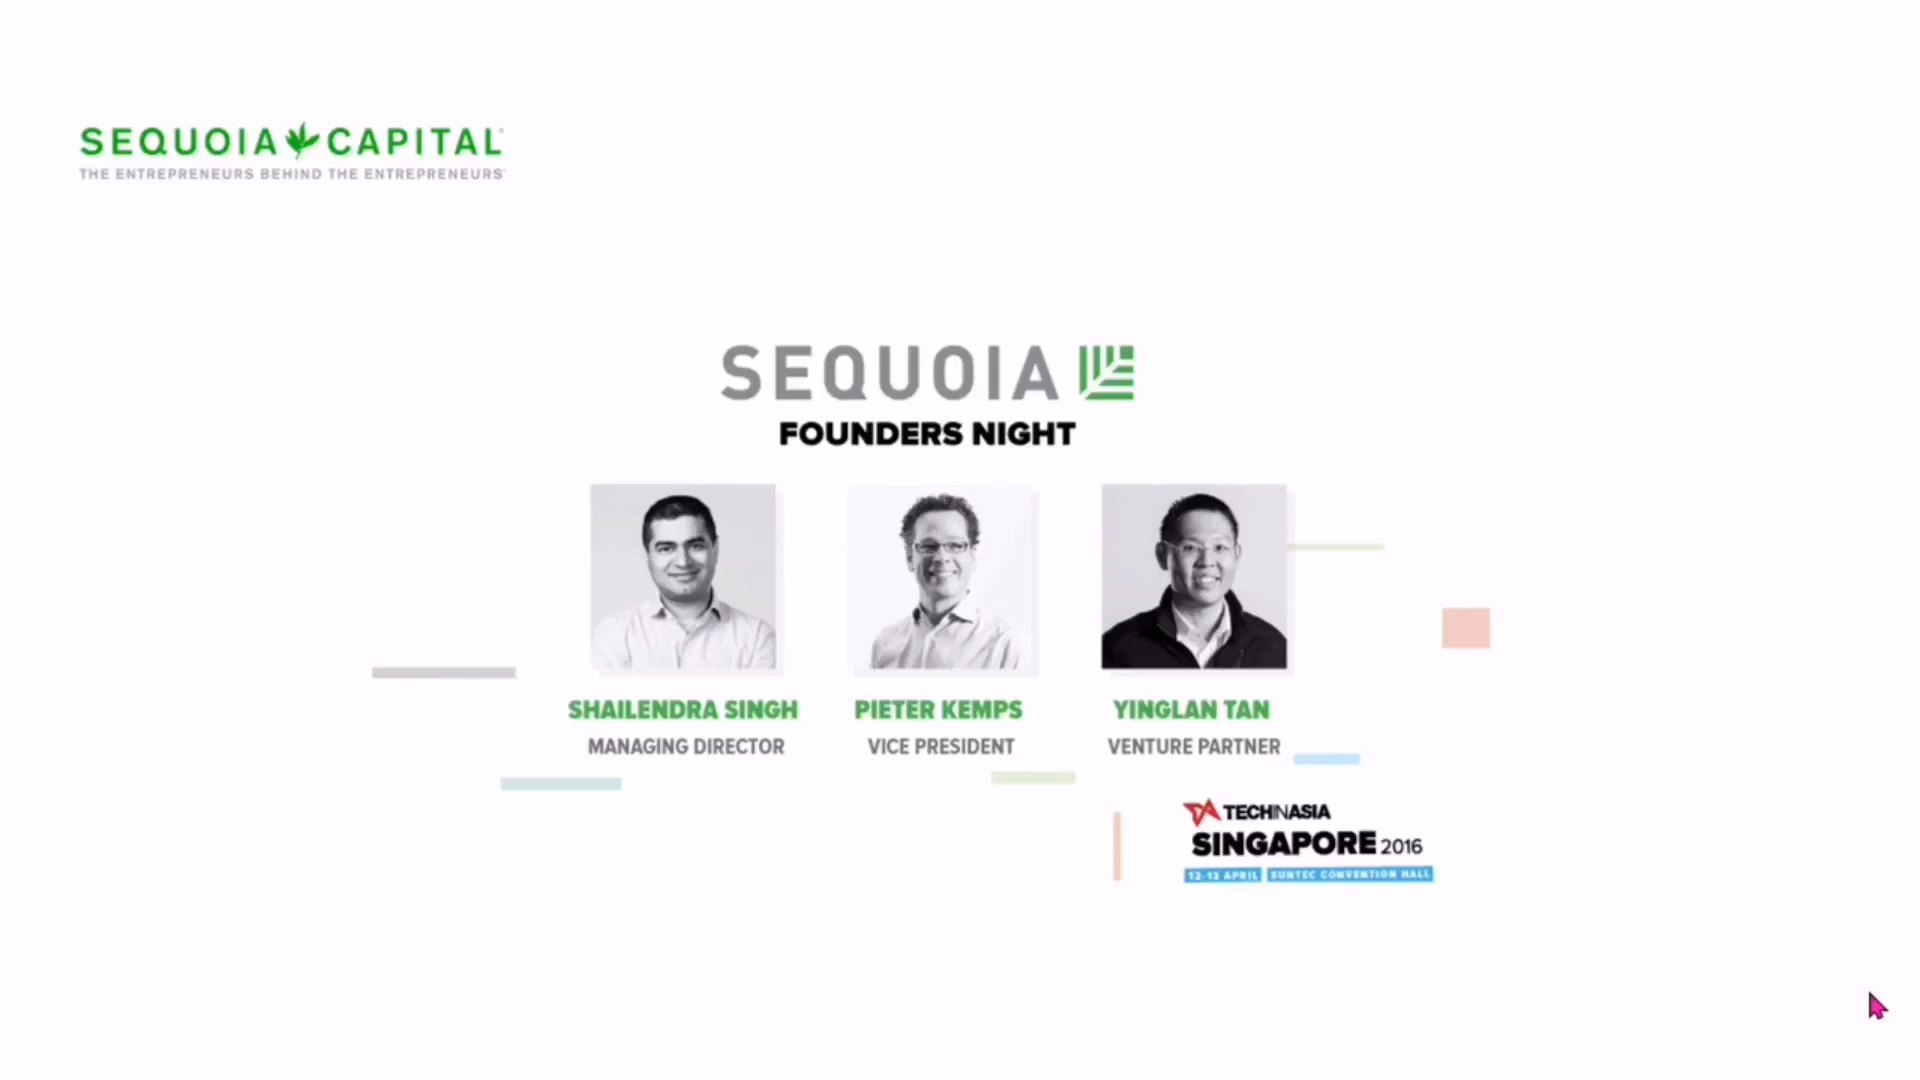 SEQUOIA CAPITAL
THE ENTREPRENEURS BEHIND THE ENTREPRENEURS
SEQUOIA
FOUNDERS NIGHT
SHAILENDRA SINGH
MANAGING DIRECTOR
PIETER KEMPS
VICE PRESIDENT
YINGLAN TAN
VENTURE PARTNER
TECHINASIA
SINGAPORE 2016
12-13 APRIL SUNTEC CONVENTION HALL